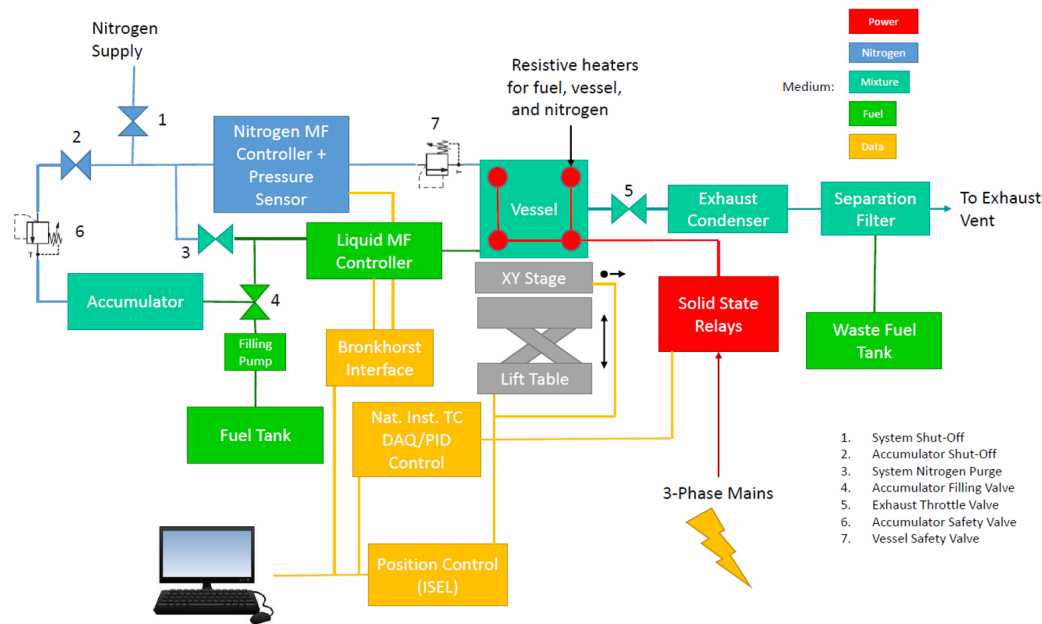 Nitrogen
Supply
1
2
Nitrogen MF
Controller +
Pressure
Sensor
7
T
Resistive heaters
for fuel, vessel,
and nitrogen
Medium:
Power
Nitrogen
Mixture
Fuel
Data
6
T
3
Liquid MF
Controller
Vessel
5
Exhaust
Condenser
Separation
Filter
To Exhaust
Vent
Accumulator
4
Filling
Pump
Fuel Tank
Bronkhorst
Interface
XY Stage
Lift Table
Solid State
Relays
Waste Fuel
Tank
Nat. Inst. TC
DAQ/PID
Control
3-Phase Mains
Position Control
(ISEL)
1. System Shut-Off
2. Accumulator Shut-Off
3. System Nitrogen Purge
4. Accumulator Filling Valve
5. Exhaust Throttle Valve
6. Accumulator Safety Valve
7. Vessel Safety Valve